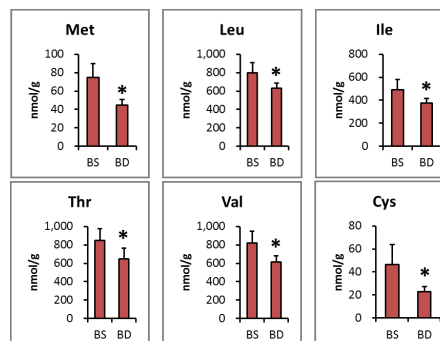 Met
nmol/g
100
80
60
40
20
0
*
BS BD
Leu
nmol/g
1,000
800
600
400
200
0
*
BS BD
Ile
nmol/g
800
600
400
200
0
*
BS BD
Thr
nmol/g
1,000
800
600
400
200
0
*
BS BD
Val
nmol/g
1,000
800
600
400
200
0
*
BS BD
Cys
nmol/g
80
60
40
20
0
*
BS BD